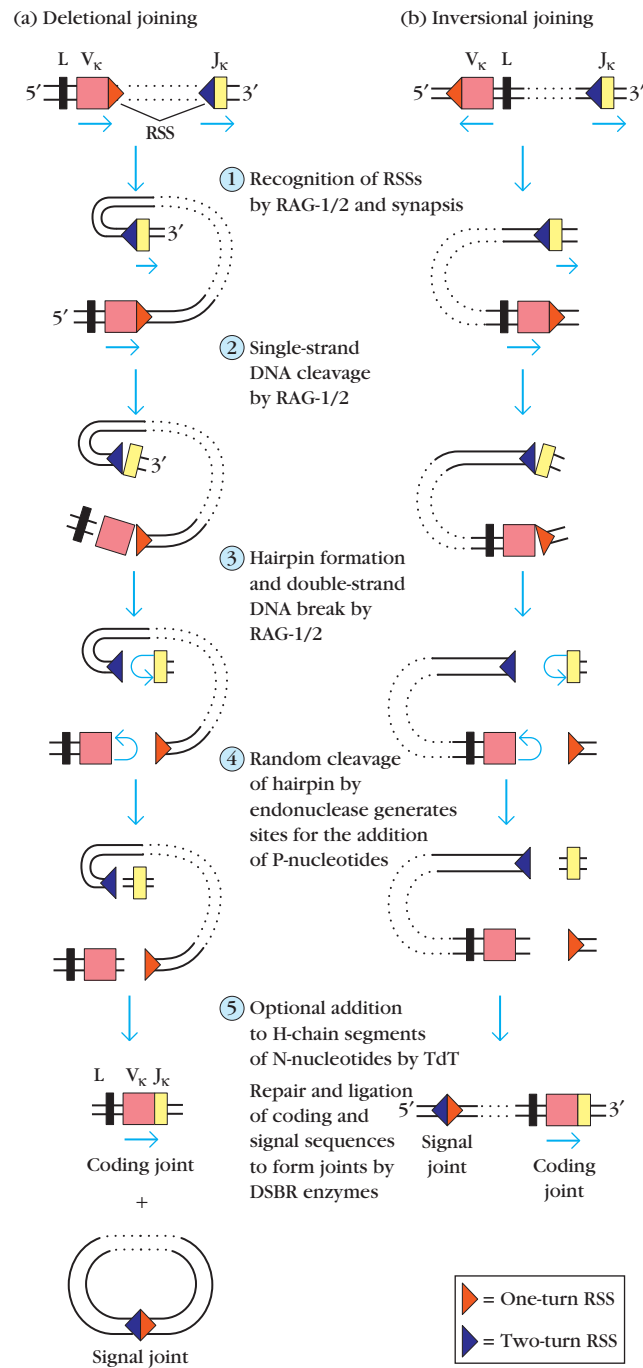 (a) Deletional joining
(b) Inversional joining
L Vκ Jκ
5′ 3′
RSS
Vκ L Jκ
5′ 3′
1 Recognition of RSSs
by RAG-1/2 and synapsis
3′
5′
2 Single-strand
DNA cleavage
by RAG-1/2
3′
3 Hairpin formation
and double-strand
DNA break by
RAG-1/2
4 Random cleavage
of hairpin by
endonuclease generates
sites for the addition
of P-nucleotides
5 Optional addition
to H-chain segments
of N-nucleotides by TdT
Repair and ligation
of coding and
signal sequences
to form joints by
DSBR enzymes
L Vκ Jκ
Coding joint
+
Signal joint
5′ 3′
Signal
joint
Coding
joint
= One-turn RSS
= Two-turn RSS